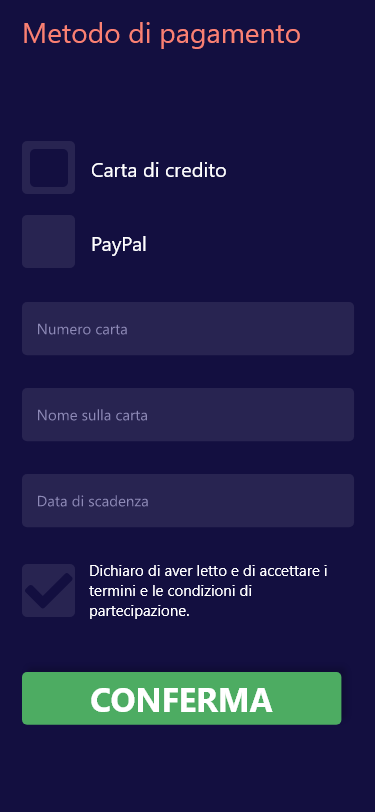 Metodo di pagamento
Carta di credito
PayPal
Numero carta
Nome sulla carta
Data di scadenza
Dichiaro di aver letto e di accettare i
termini e le condizioni di
partecipazione.
CONFERMA